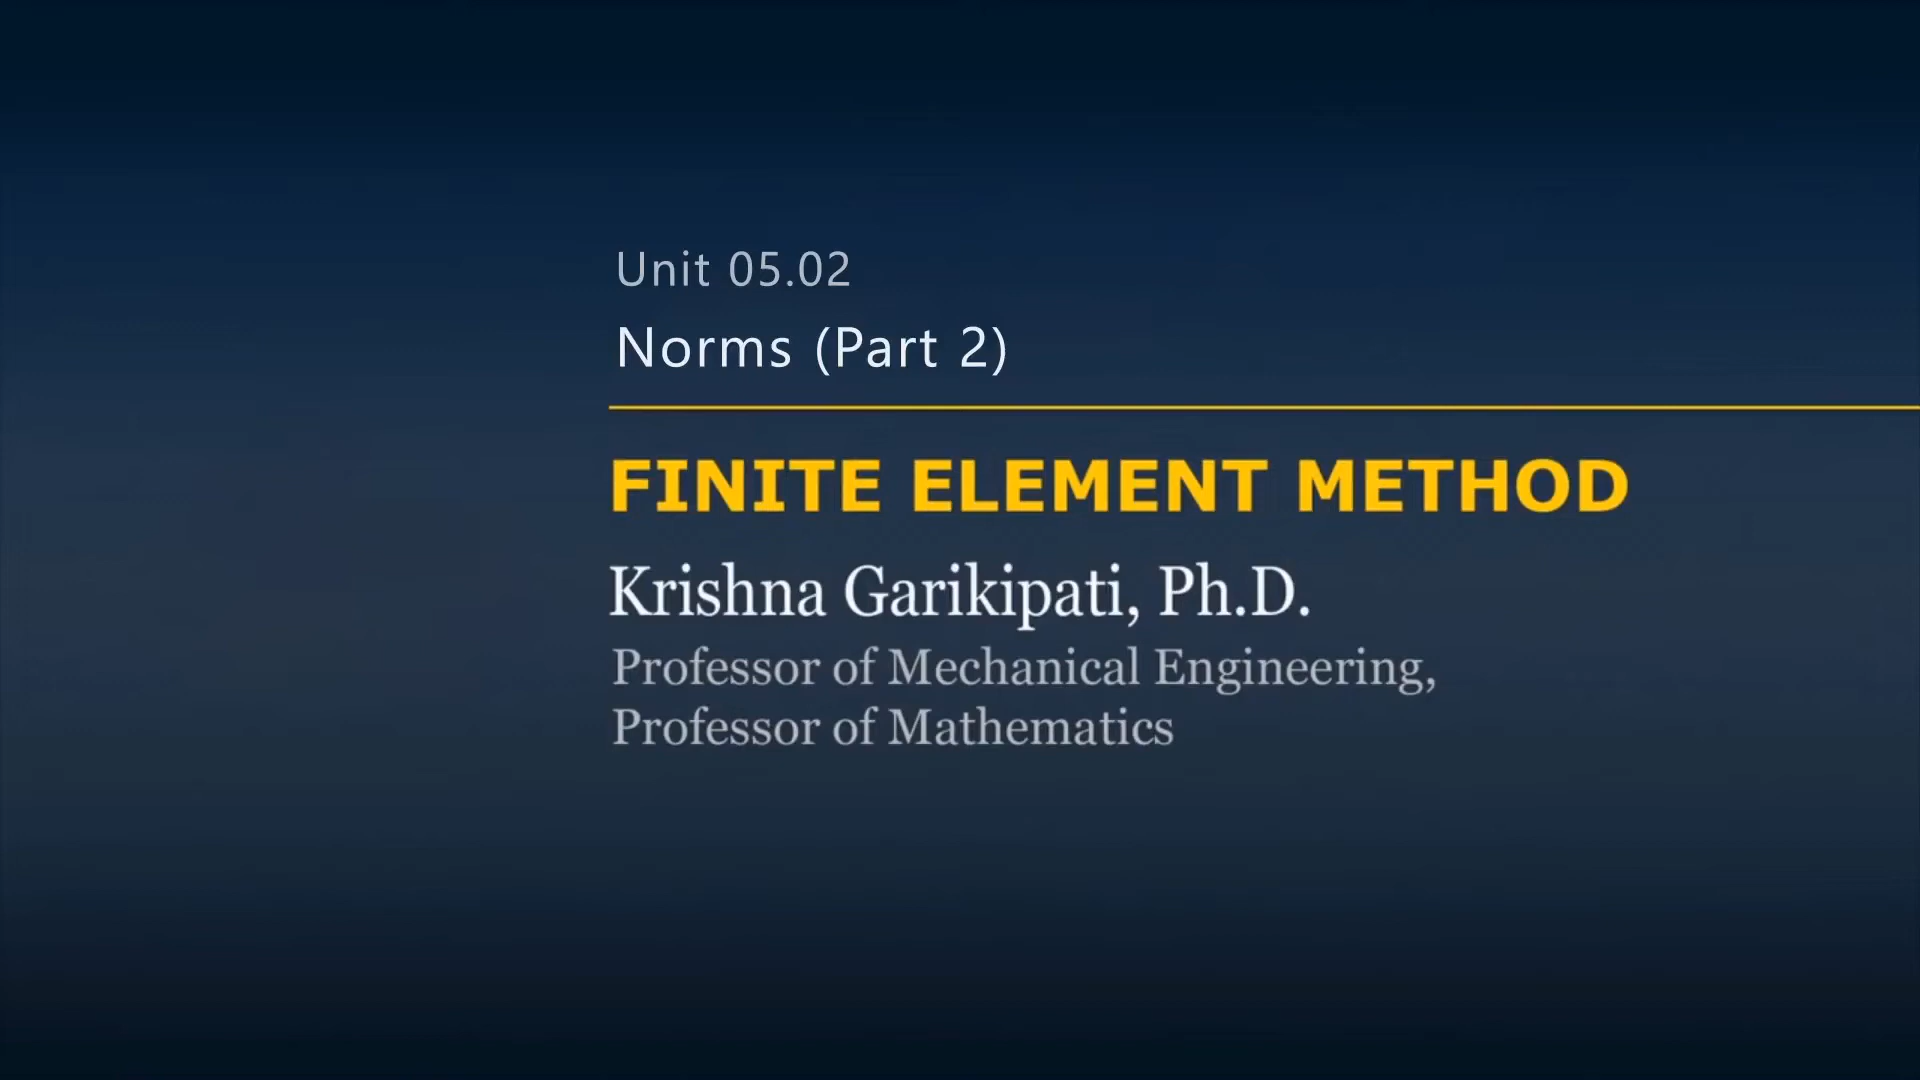 Unit 05.02
Norms (Part 2)
FINITE ELEMENT METHOD
Krishna Garikipati, Ph.D.
Professor of Mechanical Engineering,
Professor of Mathematics